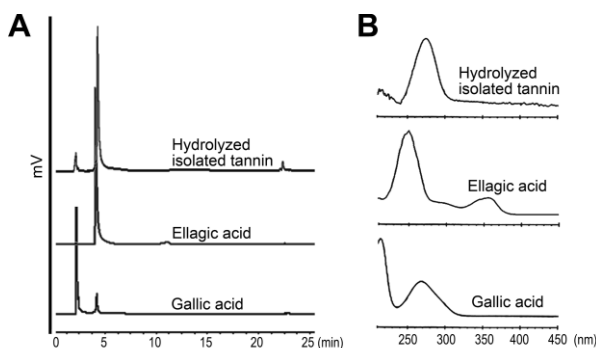 A
mV
Hydrolyzed
isolated tannin
Ellagic acid
Gallic acid
0 5 10 15 20 25 (min)
B
Hydrolyzed
isolated tannin
Ellagic acid
Gallic acid
250 300 350 400 450 (nm)